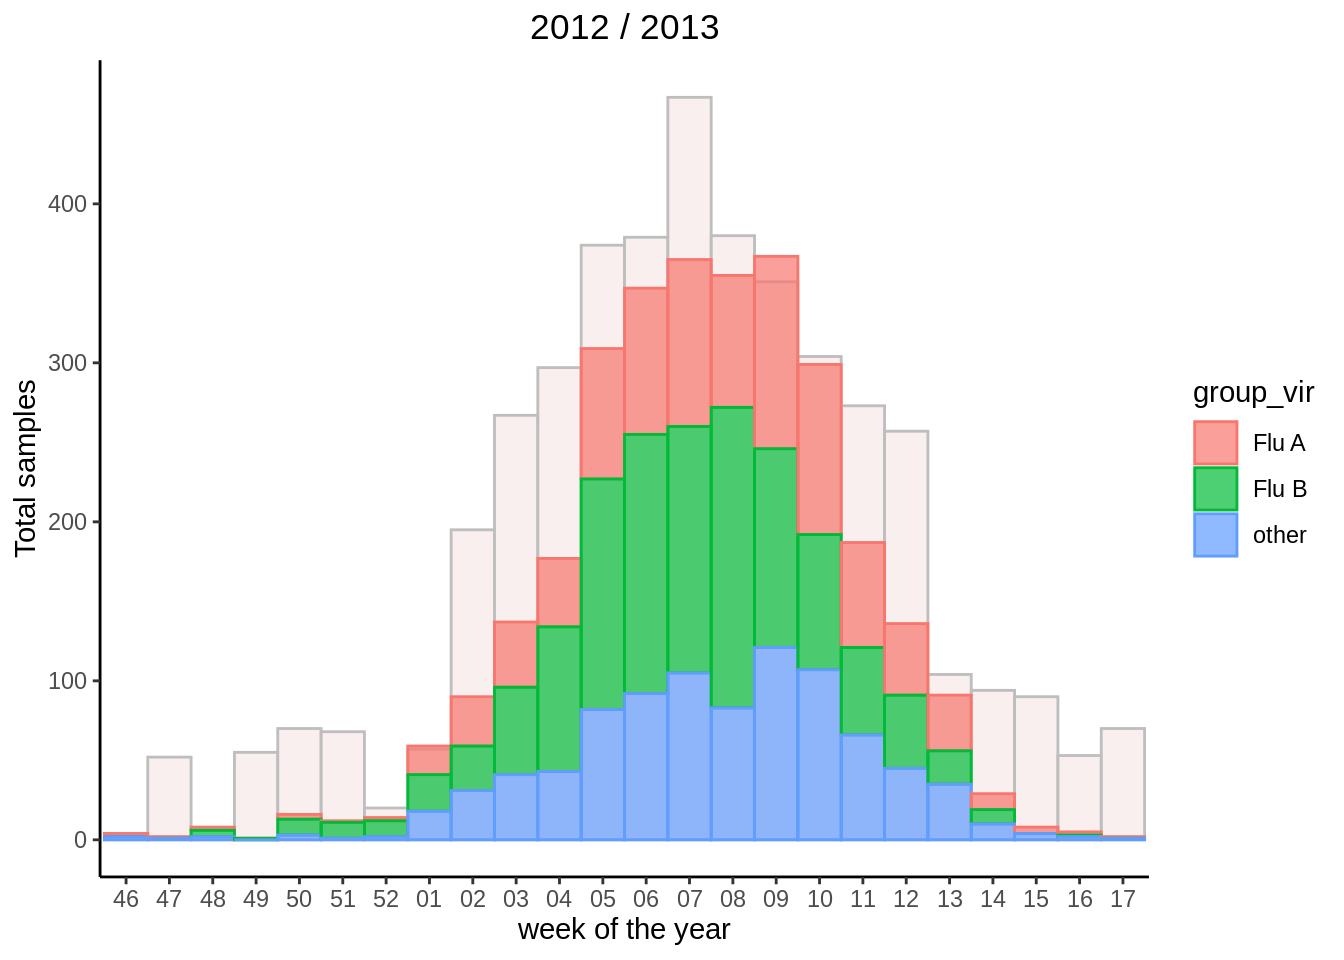 2012 / 2013
Total samples
400
300
200
100
0
46 47 48 49 50 51 52 01 02 03 04 05 06 07 08 09 10 11 12 13 14 15 16 17
week of the year
group_vir
Flu A
Flu B
other